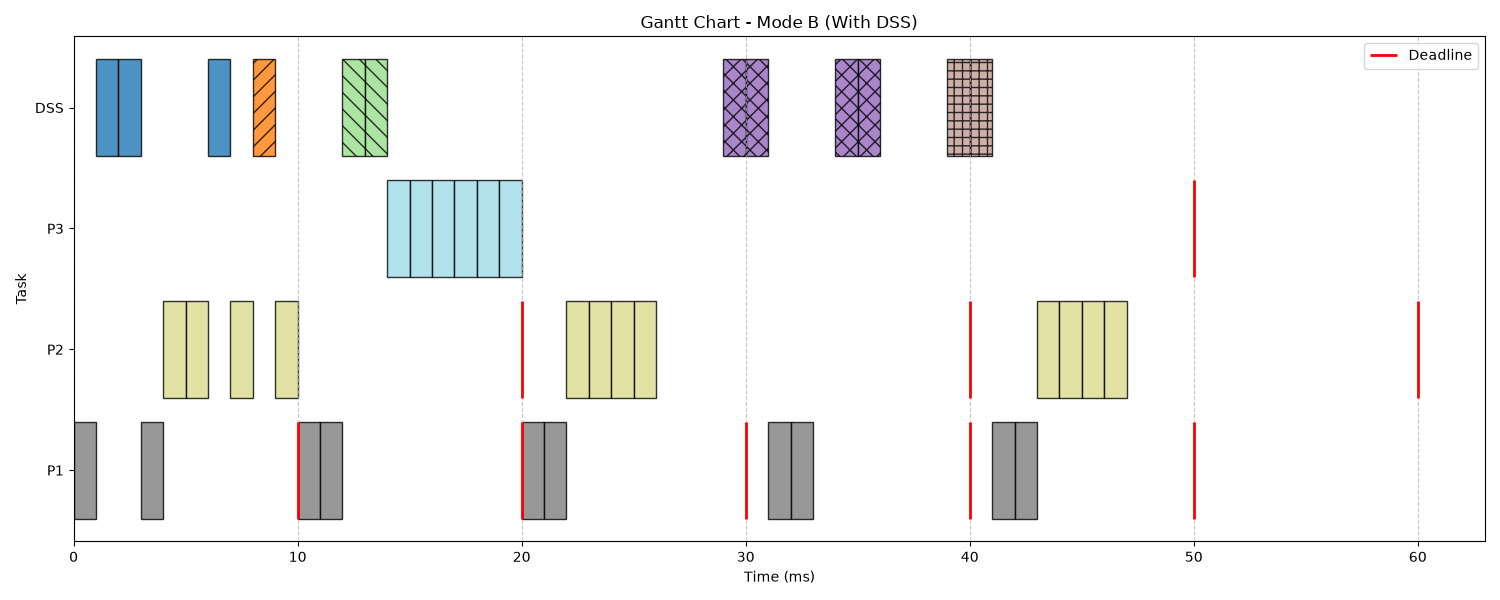 Gantt Chart - Mode B (With DSS)
Deadline
DSS
P3
P2
P1
Task
0 10 20 30 40 50 60
Time (ms)